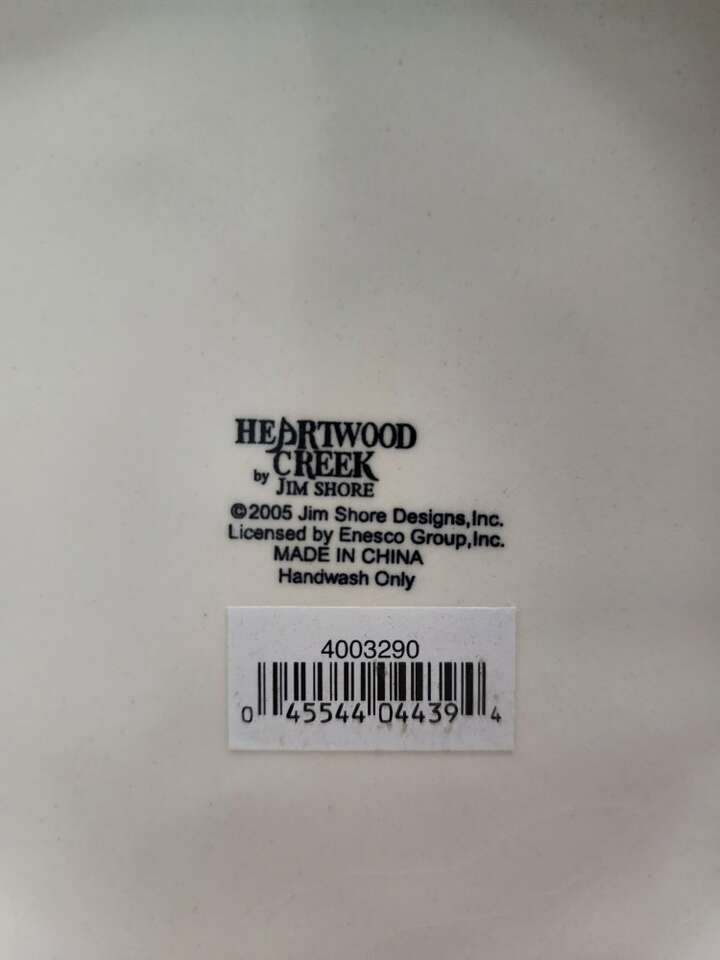 HEARTWOOD
CREEK
by JIM SHORE
©2005 Jim Shore Designs,Inc.
Licensed by Enesco Group,Inc.
MADE IN CHINA
Handwash Only
4003290
0 45544 04439 4